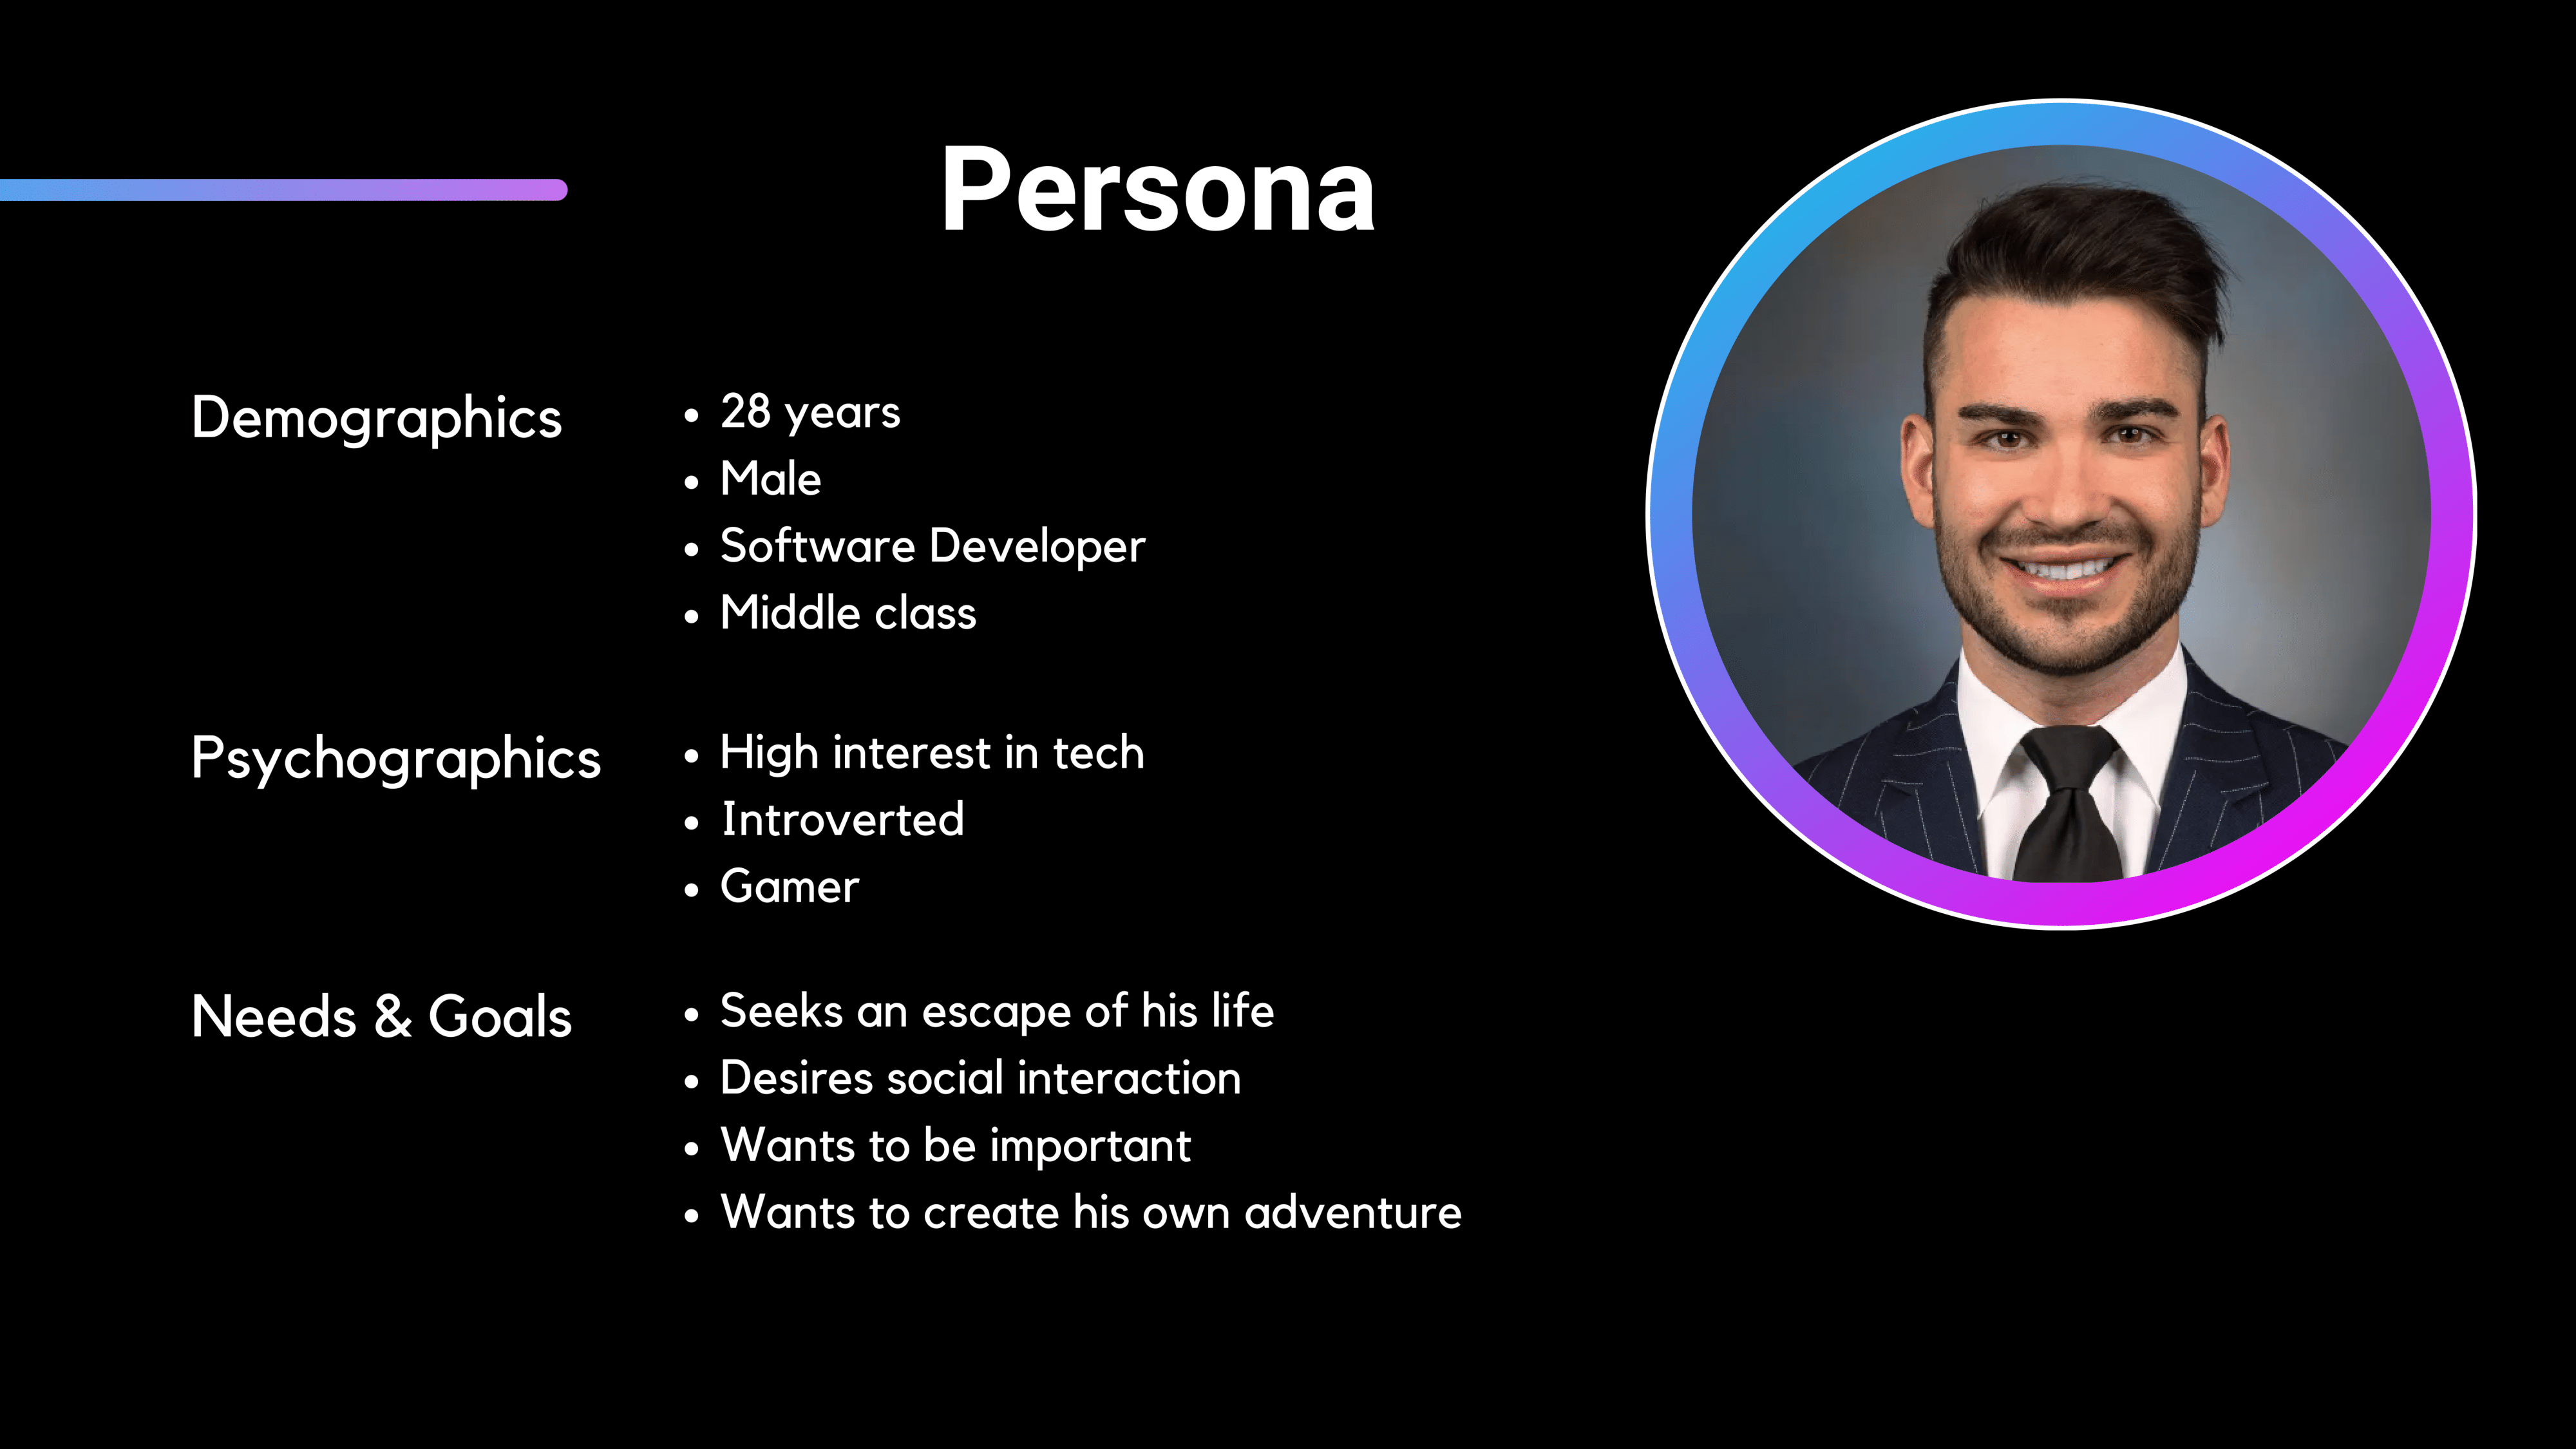 Persona
Demographics
• 28 years
• Male
• Software Developer
• Middle class
Psychographics
• High interest in tech
• Introverted
• Gamer
Needs & Goals
• Seeks an escape of his life
• Desires social interaction
• Wants to be important
• Wants to create his own adventure